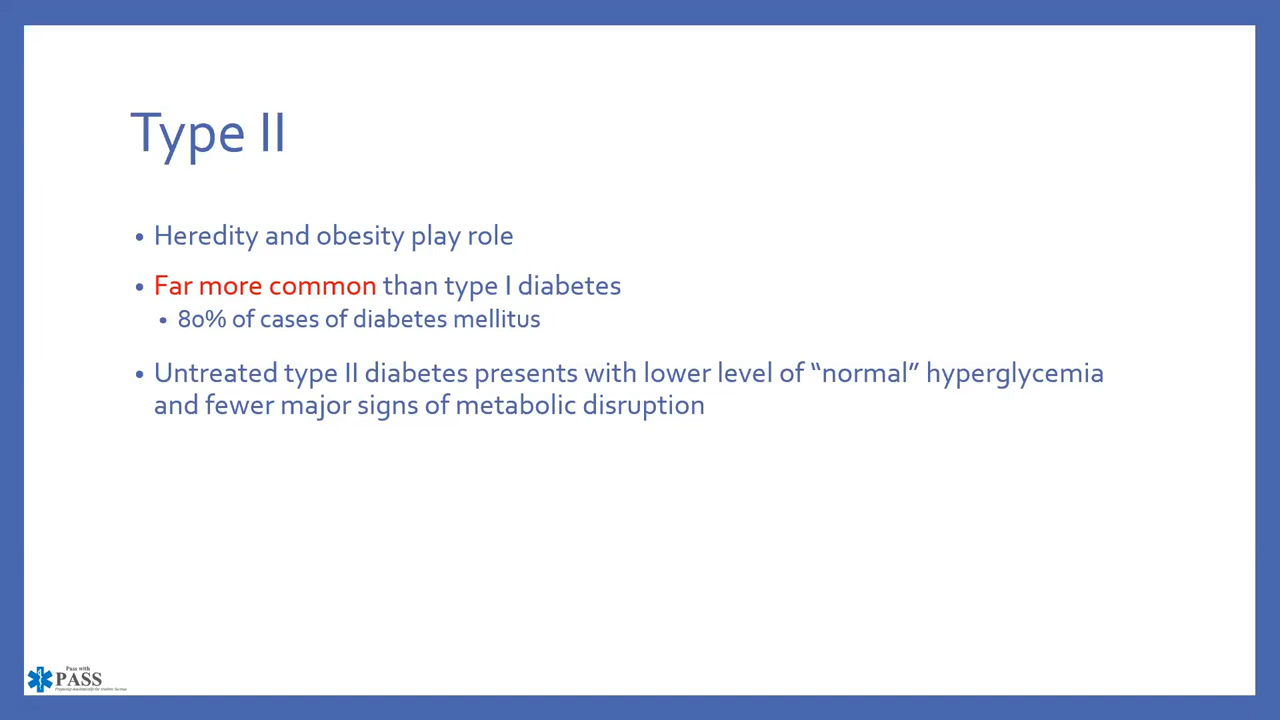 Type II
• Heredity and obesity play role
• Far more common than type I diabetes
• 80% of cases of diabetes mellitus
• Untreated type II diabetes presents with lower level of “normal” hyperglycemia
and fewer major signs of metabolic disruption
Pass with
PASS